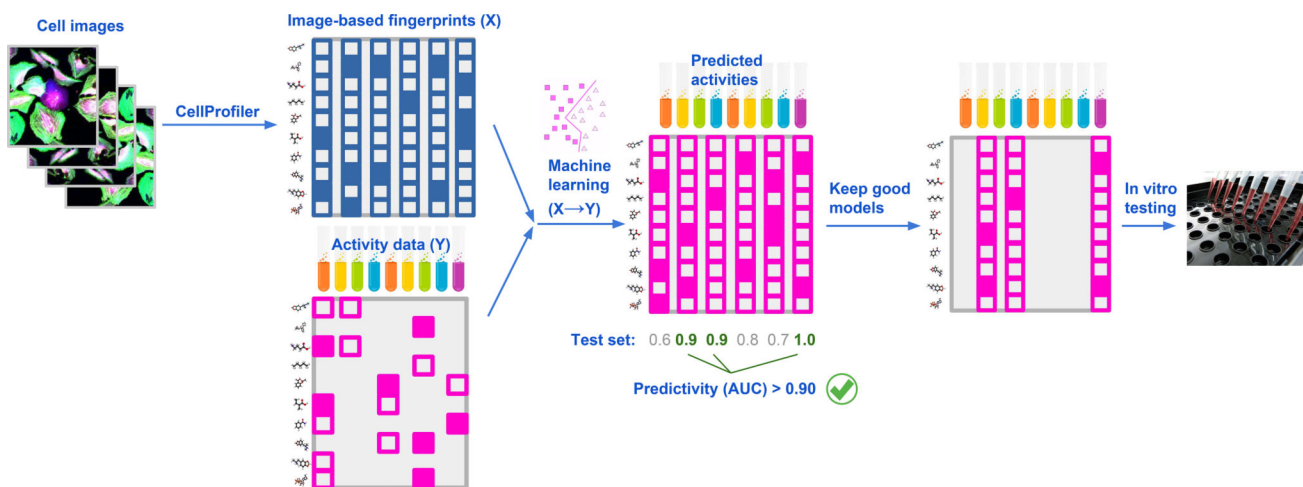 Cell images
CellProfiler
Image-based fingerprints (X)
Activity data (Y)
Machine
learning
(X→Y)
Predicted
activities
Test set: 0.6 0.9 0.9 0.8 0.7 1.0
Predictivity (AUC) > 0.90
Keep good
models
In vitro
testing